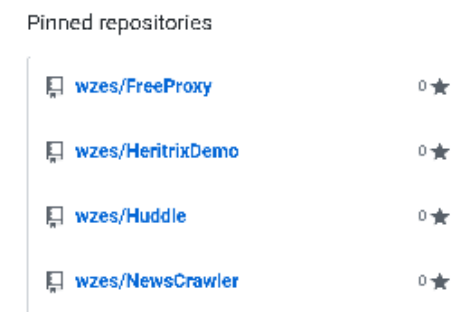 Pinned repositories
wzes/FreeProxy 0
wzes/HeritrixDemo 0
wzes/Huddle 0
wzes/NewsCrawler 0